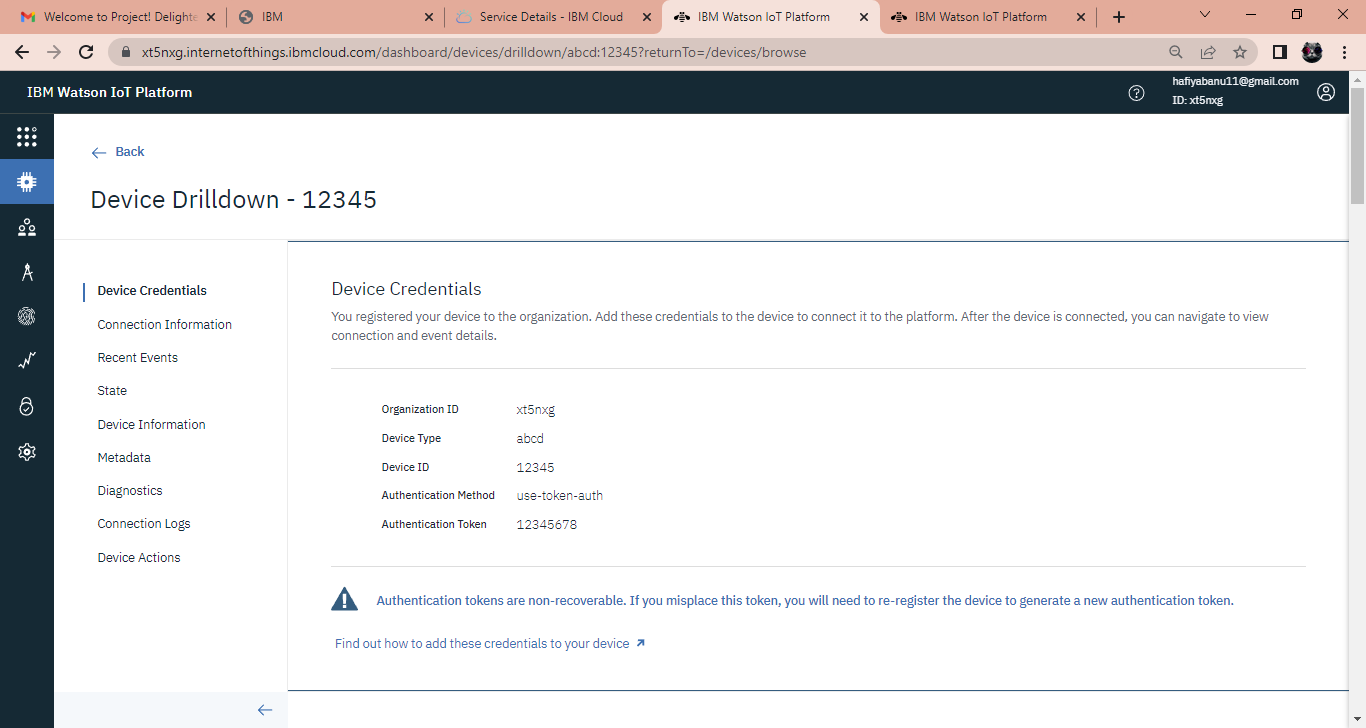 Welcome to Project! Delighte
IBM
Service Details - IBM Cloud
IBM Watson IoT Platform
IBM Watson IoT Platform
xt5nxg.internetofthings.ibmcloud.com/dashboard/devices/drilldown/abcd:12345?returnTo=/devices/browse
IBM Watson IoT Platform
hafiyabanu11@gmail.com
ID: xt5nxg
Back
Device Drilldown - 12345
Device Credentials
Connection Information
Recent Events
State
Device Information
Metadata
Diagnostics
Connection Logs
Device Actions
Device Credentials
You registered your device to the organization. Add these credentials to the device to connect it to the platform. After the device is connected, you can navigate to view
connection and event details.
Organization ID xt5nxg
Device Type abcd
Device ID 12345
Authentication Method use-token-auth
Authentication Token 12345678
Authentication tokens are non-recoverable. If you misplace this token, you will need to re-register the device to generate a new authentication token.
Find out how to add these credentials to your device